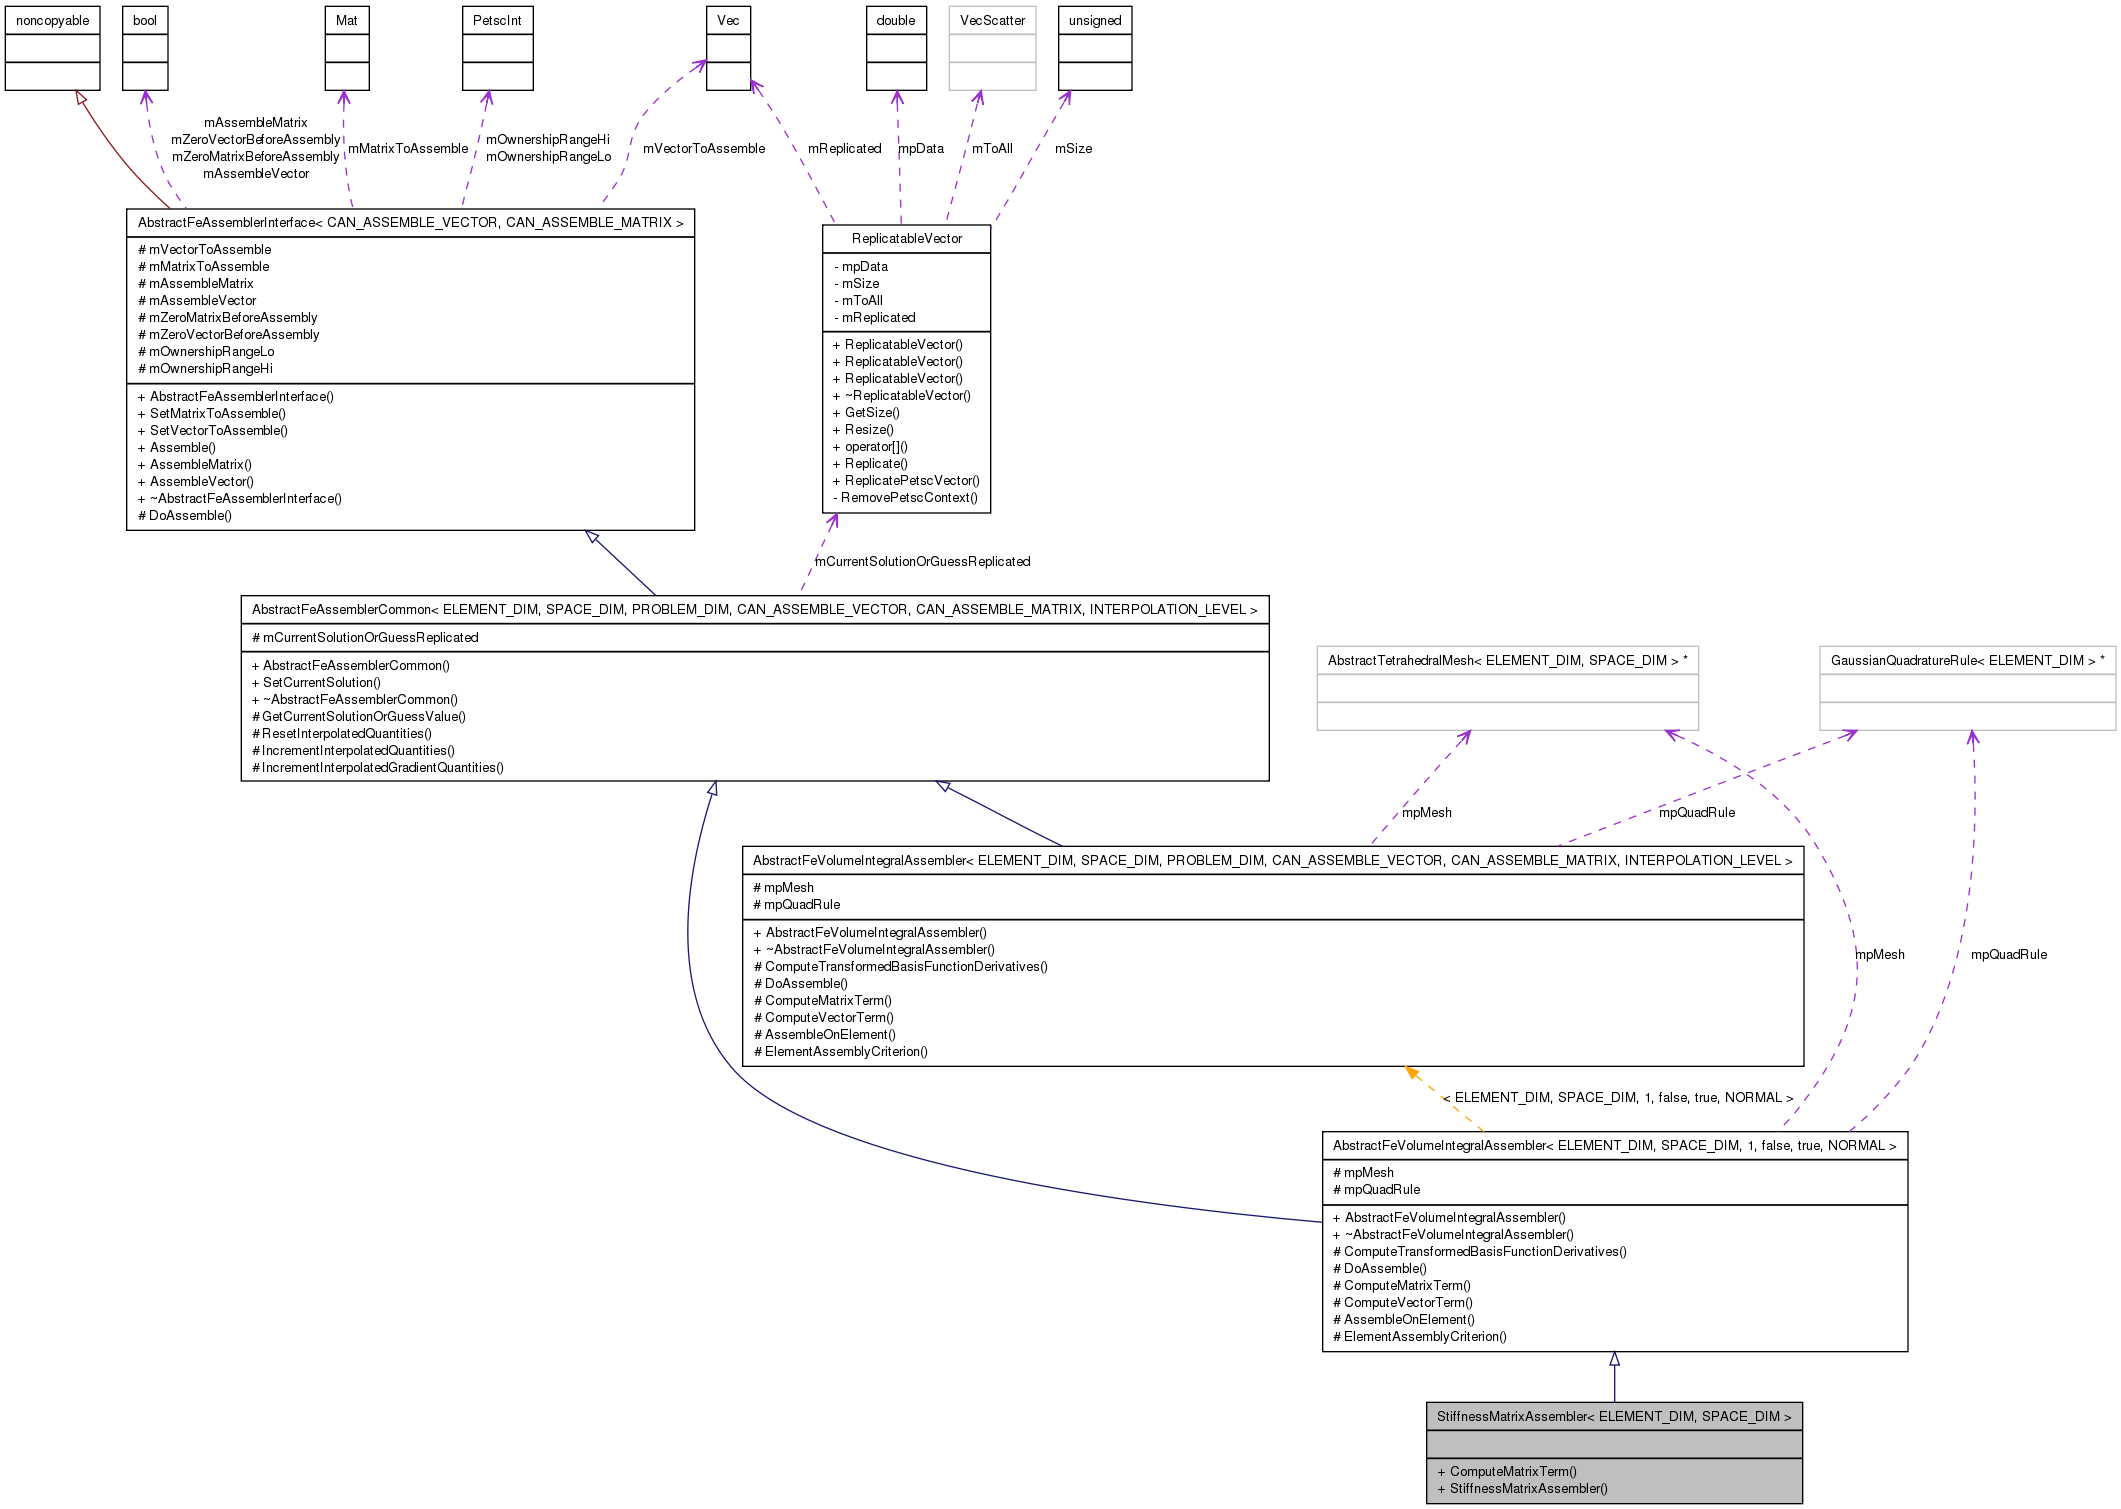 noncopyable
bool
Mat
PetscInt
Vec
double
VecScatter
unsigned
mAssembleMatrix
mZeroVectorBeforeAssembly
mZeroMatrixBeforeAssembly
mAssembleVector
mMatrixToAssemble
mOwnershipRangeHi
mOwnershipRangeLo
mVectorToAssemble
mReplicated
mpData
mToAll
mSize
AbstractFeAssemblerInterface< CAN_ASSEMBLE_VECTOR, CAN_ASSEMBLE_MATRIX >
# mVectorToAssemble
# mMatrixToAssemble
# mAssembleMatrix
# mAssembleVector
# mZeroMatrixBeforeAssembly
# mZeroVectorBeforeAssembly
# mOwnershipRangeLo
# mOwnershipRangeHi
+ AbstractFeAssemblerInterface()
+ SetMatrixToAssemble()
+ SetVectorToAssemble()
+ Assemble()
+ AssembleMatrix()
+ AssembleVector()
+ ~AbstractFeAssemblerInterface()
# DoAssemble()
ReplicatableVector
- mpData
- mSize
- mToAll
- mReplicated
+ ReplicatableVector()
+ ReplicatableVector()
+ ReplicatableVector()
+ ~ReplicatableVector()
+ GetSize()
+ Resize()
+ operator[]()
+ Replicate()
+ ReplicatePetscVector()
- RemovePetscContext()
mCurrentSolutionOrGuessReplicated
AbstractFeAssemblerCommon< ELEMENT_DIM, SPACE_DIM, PROBLEM_DIM, CAN_ASSEMBLE_VECTOR, CAN_ASSEMBLE_MATRIX, INTERPOLATION_LEVEL >
# mCurrentSolutionOrGuessReplicated
+ AbstractFeAssemblerCommon()
+ SetCurrentSolution()
+ ~AbstractFeAssemblerCommon()
# GetCurrentSolutionOrGuessValue()
# ResetInterpolatedQuantities()
# IncrementInterpolatedQuantities()
# IncrementInterpolatedGradientQuantities()
AbstractTetrahedralMesh< ELEMENT_DIM, SPACE_DIM > *
GaussianQuadratureRule< ELEMENT_DIM > *
mpMesh
mpQuadRule
AbstractFeVolumeIntegralAssembler< ELEMENT_DIM, SPACE_DIM, PROBLEM_DIM, CAN_ASSEMBLE_VECTOR, CAN_ASSEMBLE_MATRIX, INTERPOLATION_LEVEL >
# mpMesh
# mpQuadRule
+ AbstractFeVolumeIntegralAssembler()
+ ~AbstractFeVolumeIntegralAssembler()
# ComputeTransformedBasisFunctionDerivatives()
# DoAssemble()
# ComputeMatrixTerm()
# ComputeVectorTerm()
# AssembleOnElement()
# ElementAssemblyCriterion()
mpMesh
mpQuadRule
< ELEMENT_DIM, SPACE_DIM, 1, false, true, NORMAL >
AbstractFeVolumeIntegralAssembler< ELEMENT_DIM, SPACE_DIM, 1, false, true, NORMAL >
# mpMesh
# mpQuadRule
+ AbstractFeVolumeIntegralAssembler()
+ ~AbstractFeVolumeIntegralAssembler()
# ComputeTransformedBasisFunctionDerivatives()
# DoAssemble()
# ComputeMatrixTerm()
# ComputeVectorTerm()
# AssembleOnElement()
# ElementAssemblyCriterion()
StiffnessMatrixAssembler< ELEMENT_DIM, SPACE_DIM >
+ ComputeMatrixTerm()
+ StiffnessMatrixAssembler()